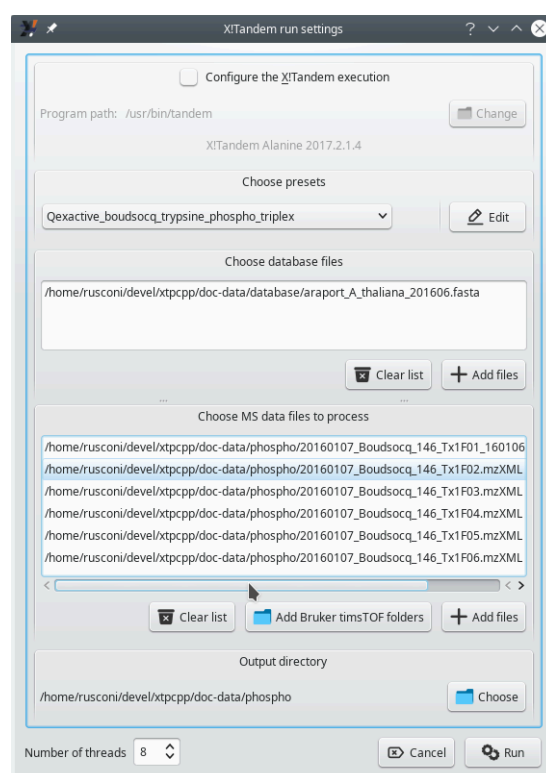 X!Tandem run settings
Configure the X!Tandem execution
Program path: /usr/bin/tandem
Change
X!Tandem Alanine 2017.2.1.4
Choose presets
Qexactive_boudsocq_trypsine_phospho_triplex
Edit
Choose database files
/home/rusconi/devel/xtpcpp/doc-data/database/araport_A_thaliana_201606.fasta
Clear list
Add files
Choose MS data files to process
/home/rusconi/devel/xtpcpp/doc-data/phospho/20160107_Boudsocq_146_Tx1F01_160106
/home/rusconi/devel/xtpcpp/doc-data/phospho/20160107_Boudsocq_146_Tx1F02.mzXML
/home/rusconi/devel/xtpcpp/doc-data/phospho/20160107_Boudsocq_146_Tx1F03.mzXML
/home/rusconi/devel/xtpcpp/doc-data/phospho/20160107_Boudsocq_146_Tx1F04.mzXML
/home/rusconi/devel/xtpcpp/doc-data/phospho/20160107_Boudsocq_146_Tx1F05.mzXML
/home/rusconi/devel/xtpcpp/doc-data/phospho/20160107_Boudsocq_146_Tx1F06.mzXML
Clear list
Add Bruker timsTOF folders
Add files
Output directory
/home/rusconi/devel/xtpcpp/doc-data/phospho
Choose
Number of threads 8
Cancel
Run